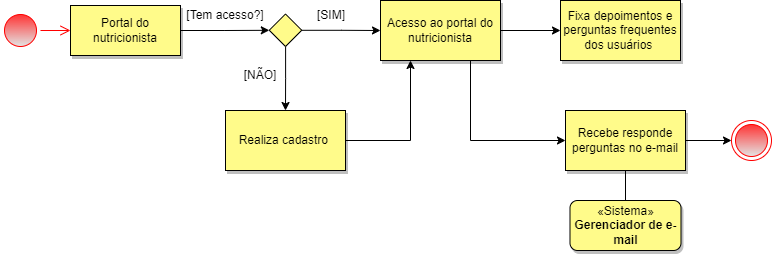 Portal do
nutricionista
[Tem acesso?]
[SIM]
Acesso ao portal do
nutricionista
Fixa depoimentos e
perguntas frequentes
dos usuários
[NÃO]
Realiza cadastro
Recebe responde
perguntas no e-mail
«Sistema»
Gerenciador de e-
mail